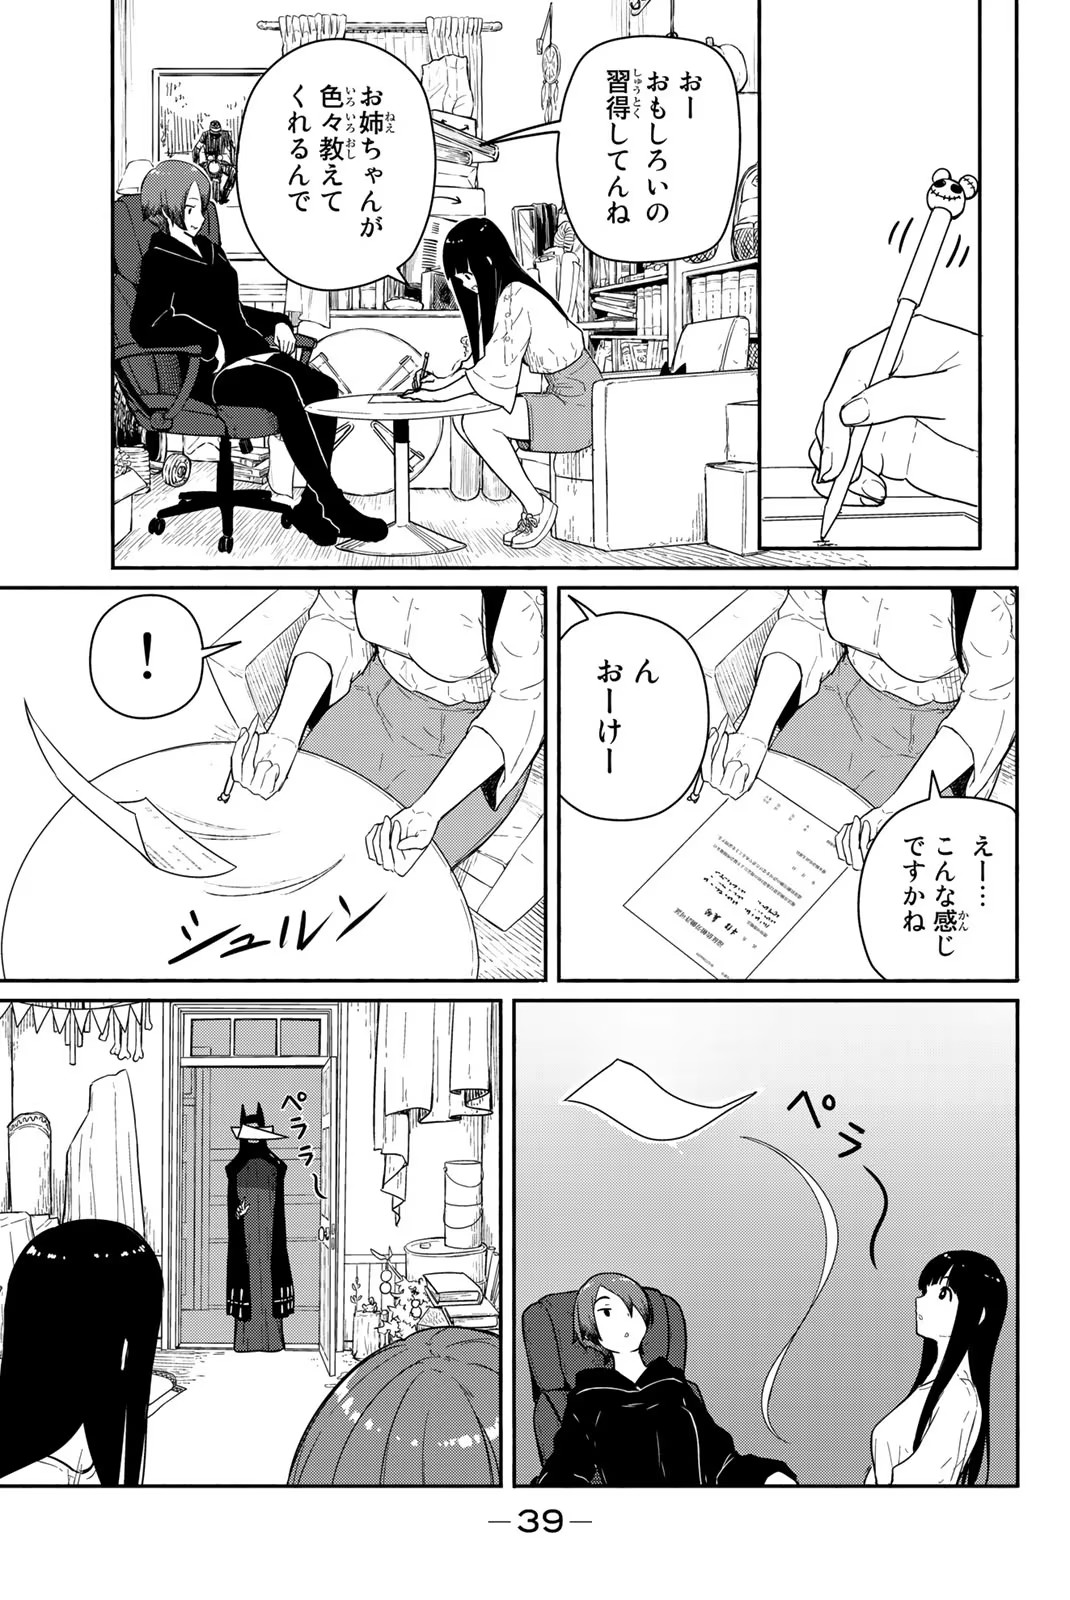 おー
おもしろいの
習得してんね
お姉ちゃんが
色々教えて
くれるんで
ん
おーけー
えー…
こんな感じ
ですかね
！
シュルン
ペラ
ペララ
39